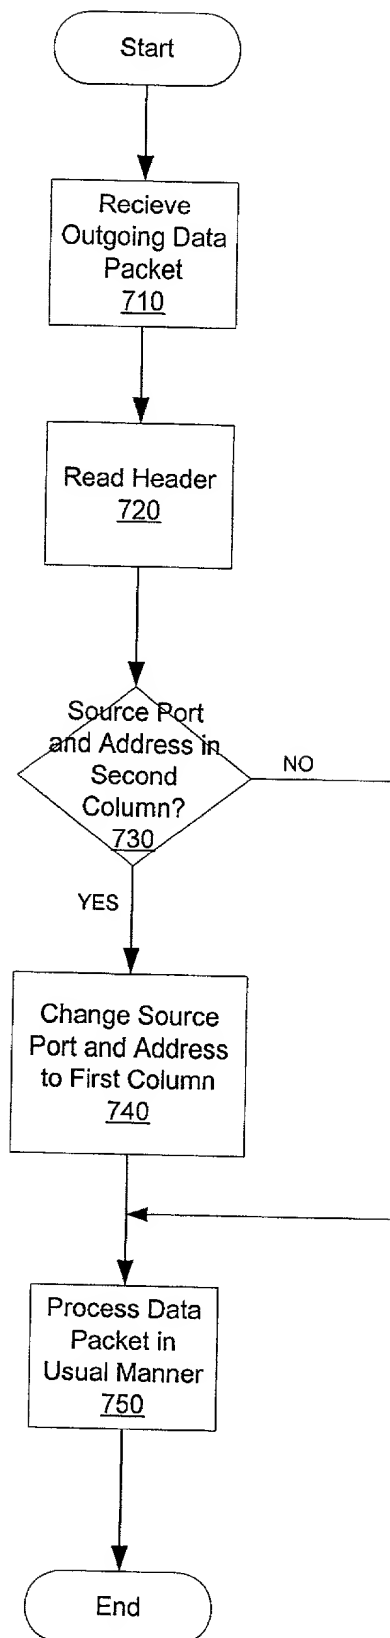 Start
Recieve
Outgoing Data
Packet
710
Read Header
720
Source Port
and Address in
Second
Column?
730
NO
YES
Change Source
Port and Address
to First Column
740
Process Data
Packet in
Usual Manner
750
End